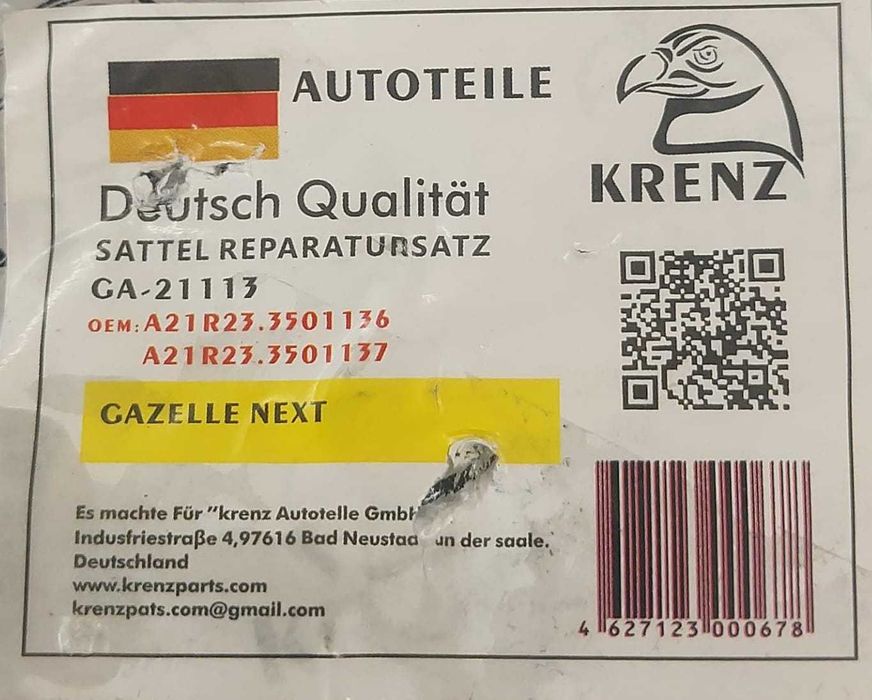 AUTOTEILE
KRENZ
Deutsch Qualität
SATTEL REPARATURSATZ
GA-21113
OEM: A21R23.3501136
A21R23.3501137
GAZELLE NEXT
Es machte Für "krenz Autotelle GmbH
Indusfriestraße 4,97616 Bad Neustad an der saale.
Deutschland
www.krenzparts.com
krenzpats.com@gmail.com
4 627123 000678